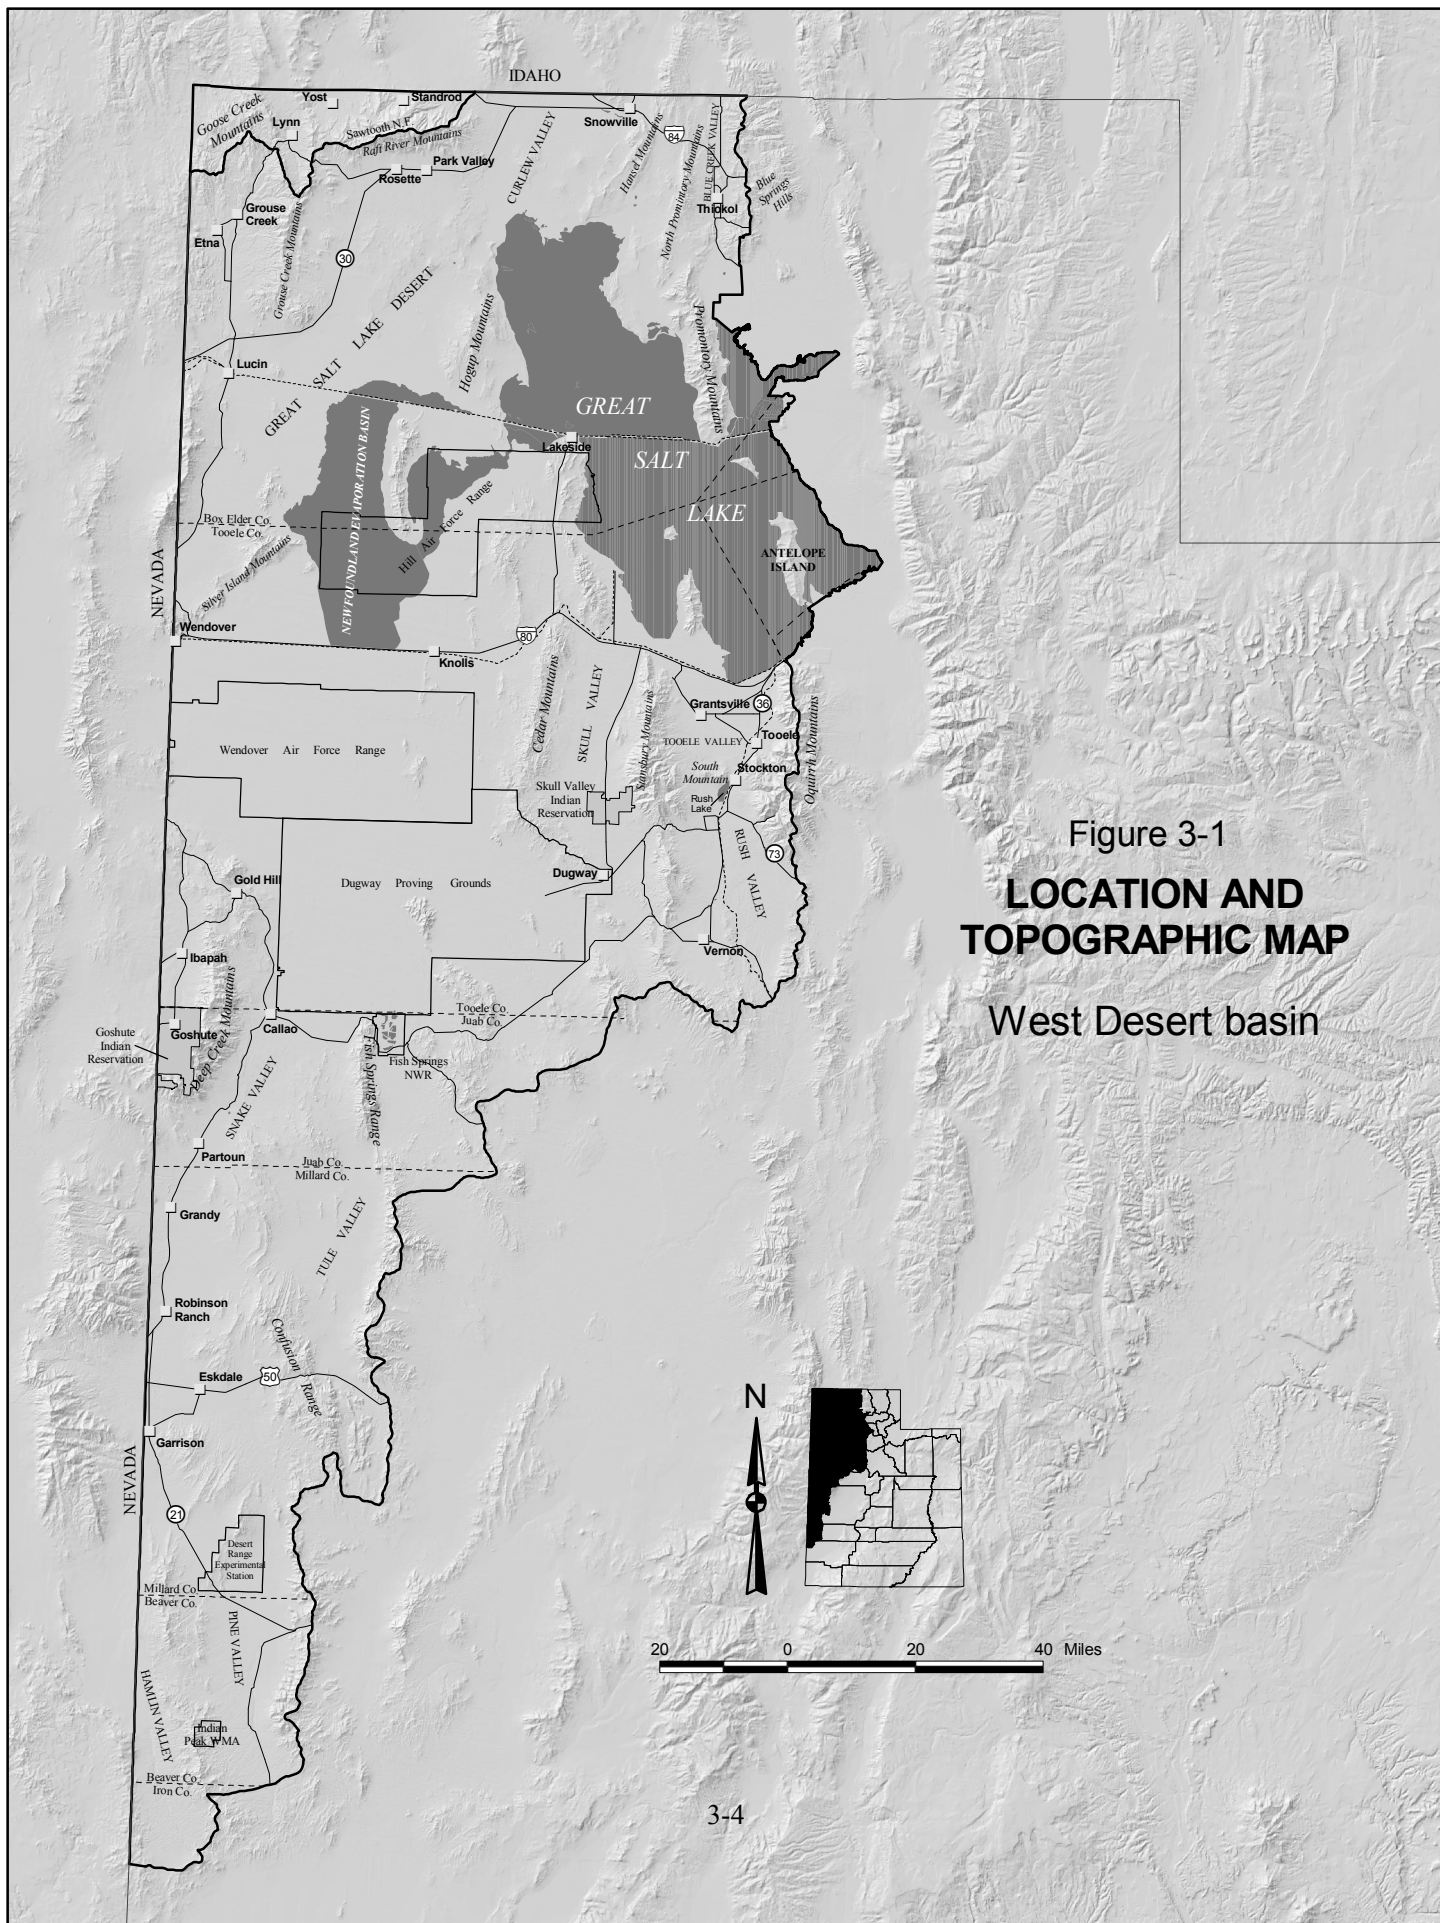 IDAHO
Goose Creek
Mountains
Yost
Standrod
Lynn
Sawtooth N.F.
Raft River Mountains
Snowville
84
Park Valley
Rosette
CURLEW VALLEY
Hansel Mountains
North Promintory Mountains
BLUE CREEK VALLEY
Blue
Springs
Hills
Thiokol
Grouse
Creek
Etna
Grouse Creek Mountains
30
GREAT SALT LAKE DESERT
Hogup Mountains
Promontory Mountains
Lucin
GREAT
SALT
LAKE
Lakeside
NEWFOUNDLAND EVAPORATION BASIN
Hill Air Force Range
Box Elder Co.
Tooele Co.
ANTELOPE
ISLAND
Silver Island Mountains
NEVADA
Wendover
80
Knolls
Cedar Mountains
SKULL VALLEY
Stansbury Mountains
Grantsville
36
Tooele
TOOELE VALLEY
Oquirrh Mountains
Wendover Air Force Range
South
Mountain
Stockton
Skull Valley
Indian
Reservation
Rush
Lake
RUSH VALLEY
73
Figure 3-1
LOCATION AND
TOPOGRAPHIC MAP
West Desert basin
Gold Hill
Dugway Proving Grounds
Dugway
Vernon
Ibapah
Deep Creek Mountains
Tooele Co.
Juab Co.
Goshute
Goshute
Indian
Reservation
Callao
Fish Springs
NWR
Fish Springs Range
SNAKE VALLEY
Partoun
Juab Co.
Millard Co.
Grandy
TULE VALLEY
Robinson
Ranch
Confusion Range
Eskdale
50
Garrison
NEVADA
21
Desert
Range
Experimental
Station
Millard Co.
Beaver Co.
PINE VALLEY
HAMLIN VALLEY
Indian
Peak WMA
Beaver Co.
Iron Co.
N
20 0 20 40 Miles
3-4